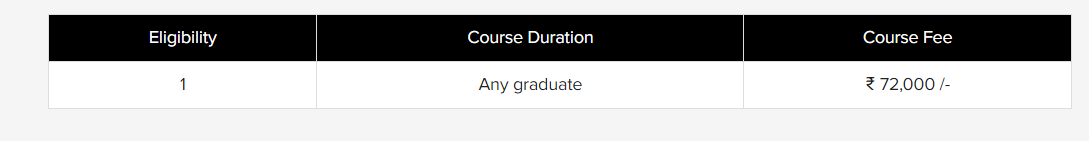 Eligibility Course Duration Course Fee
1 Any graduate ₹ 72,000 /-